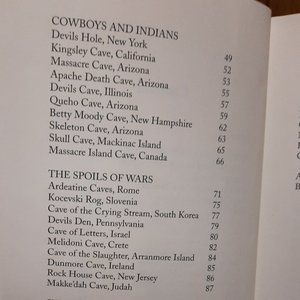 COWBOYS AND INDIANS
Devils Hole, New York 49
Kingsley Cave, California 52
Massacre Cave, Arizona 53
Apache Death Cave, Arizona 55
Devils Cave, Illinois 57
Queho Cave, Arizona 59
Betty Moody Cave, New Hampshire 62
Skeleton Cave, Arizona 63
Skull Cave, Mackinac Island 65
Massacre Island Cave, Canada 66
THE SPOILS OF WARS
Ardeatine Caves, Rome 71
Kocevski Rog, Slovenia 75
Cave of the Crying Stream, South Korea 77
Devils Den, Pennsylvania 79
Cave of Letters, Israel 80
Melidoni Cave, Crete 82
Cave of the Slaughter, Arranmore Island 84
Dunmore Cave, Ireland 85
Rock House Cave, New Jersey 86
Makke'dah Cave, Judah 87